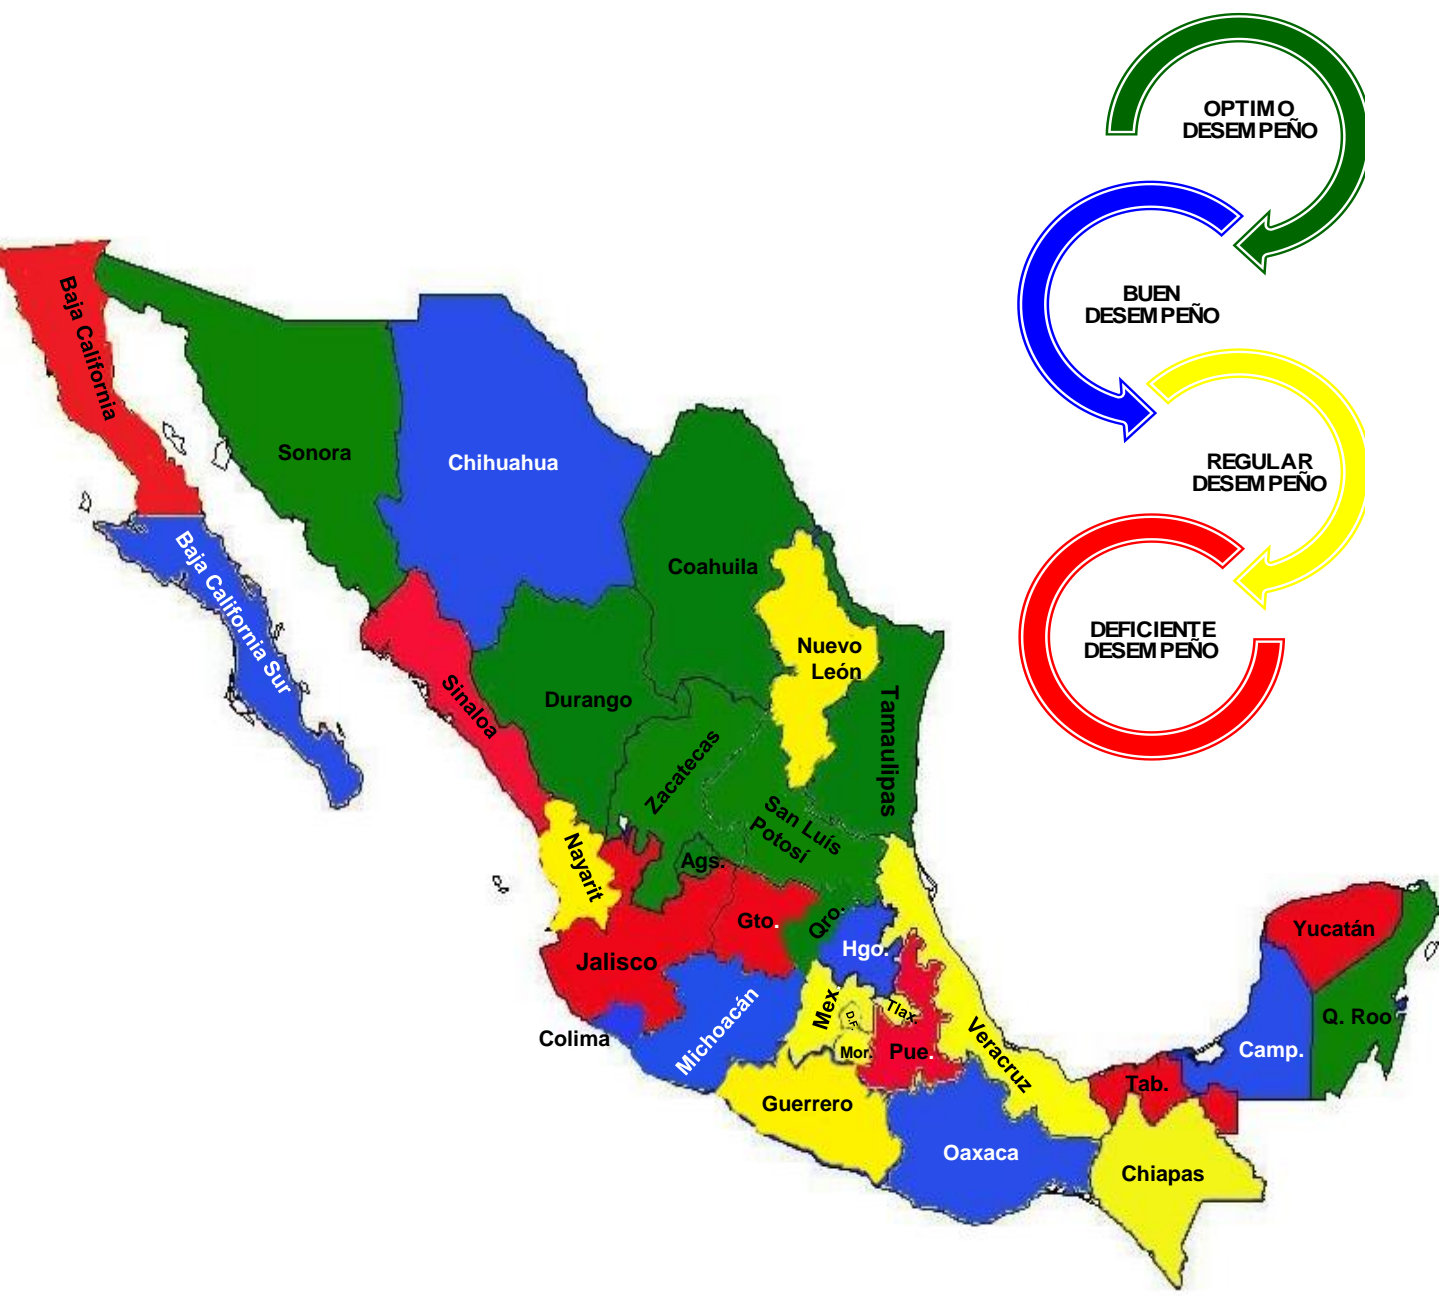 OPTIMO
DESEMPEÑO
BUEN
DESEMPEÑO
REGULAR
DESEMPEÑO
DEFICIENTE
DESEMPEÑO
Baja California
Baja California Sur
Sonora
Chihuahua
Coahuila
Nuevo
León
Tamaulipas
Sinaloa
Durango
Zacatecas
San Luís
Potosí
Nayarit
Ags.
Jalisco
Gto.
Qro.
Hgo.
Colima
Michoacán
Mex
D.F.
Tlax.
Mor.
Pue.
Veracruz
Guerrero
Oaxaca
Chiapas
Tab.
Camp.
Yucatán
Q. Roo